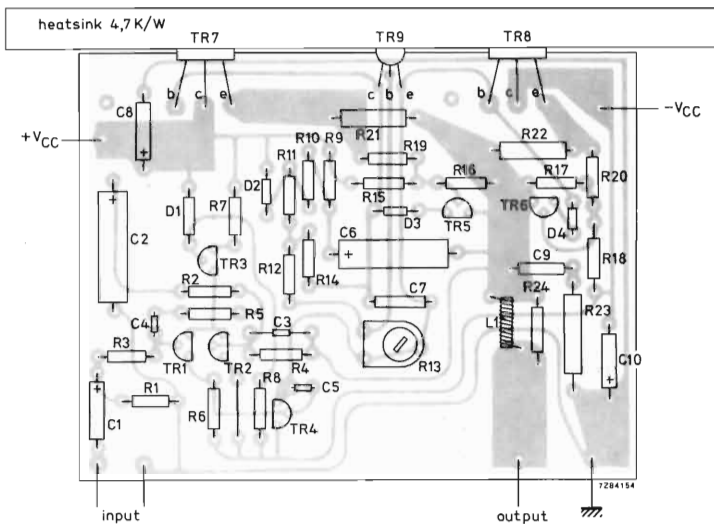 heatsink 4,7 K/W
TR7 TR9 TR8
b c e c b e b c e
C8
+VCC
-VCC
R21
R22
R10 R9
R19
R11
D2
R15
R16
R17
R20
D1
R7
D3
TR5
TR6
D4
C2
C6
TR3
R12
R14
C9
R18
R2
C7
R24
R5
C4
C3
L1
R23
R3
R4
R13
TR1 TR2
C10
C5
R1
R6
R8
TR4
C1
7Z84154
input
output